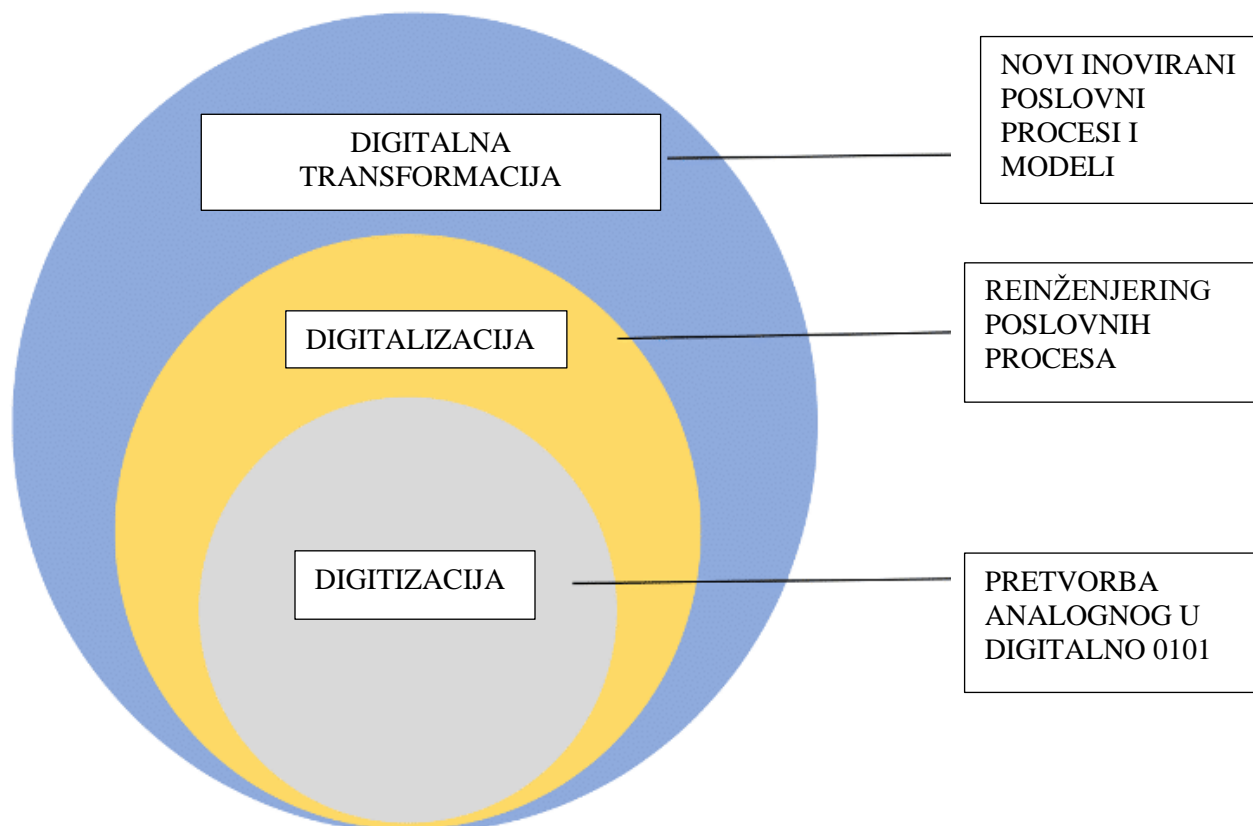 DIGITALNA
TRANSFORMACIJA
NOVI INOVIRANI
POSLOVNI
PROCESI I
MODELI
DIGITALIZACIJA
REINŽENJERING
POSLOVNIH
PROCESA
DIGITIZACIJA
PRETVORBA
ANALOGNOG U
DIGITALNO 0101